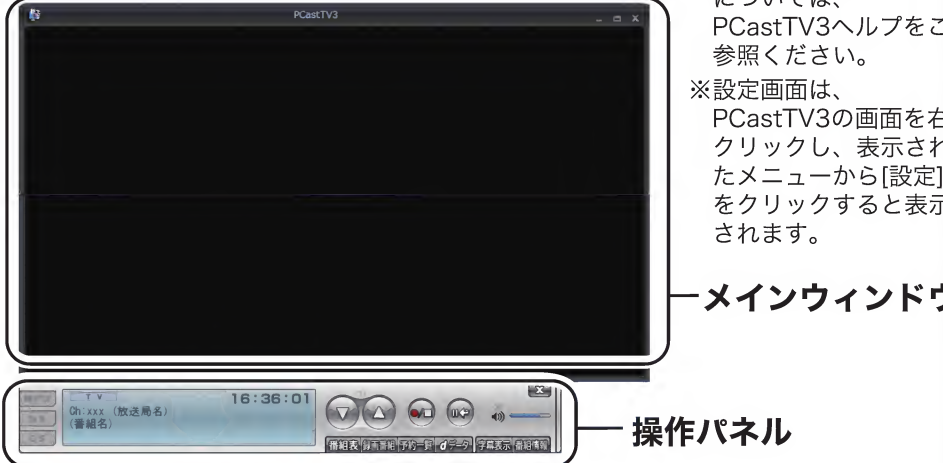 PCastTV3
については、
PCastTV3ヘルプをご
参照ください。
※設定画面は、
PCastTV3の画面を右
クリックし、表示され
たメニューから[設定]
をクリックすると表示
されます。
メインウィンドウ
TV
16:36:01
Ch:xxx (放送局名)
(番組名)
番組表 録画番組 予約一覧 dデータ 字幕表示 番組情報
操作パネル